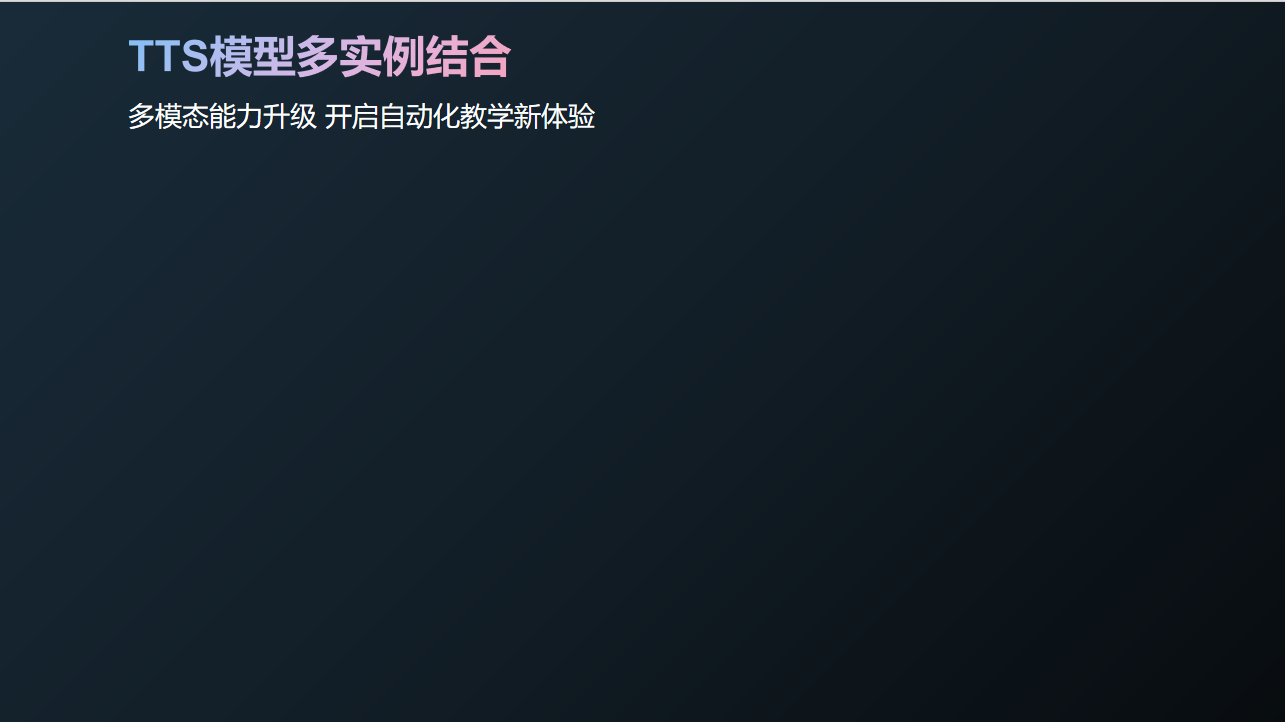 TTS模型多实例结合
多模态能力升级 开启自动化教学新体验